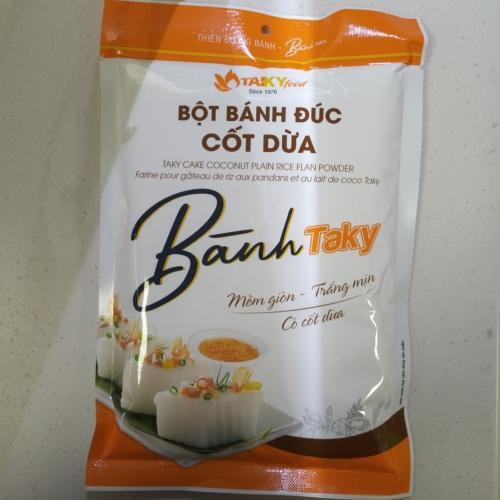 THIÊN ĐƯỜNG BÁNH - Bánh
TAIKY food
Since 1976
BỘT BÁNH ĐÚC
CỐT DỪA
TAKY CAKE COCONUT PLAIN RICE FLAN POWDER
Farine pour gâteau de riz aux pandans et au lait de coco Taky
Bánh Taky
Mềm giòn - Trắng mịn
Có cốt dừa